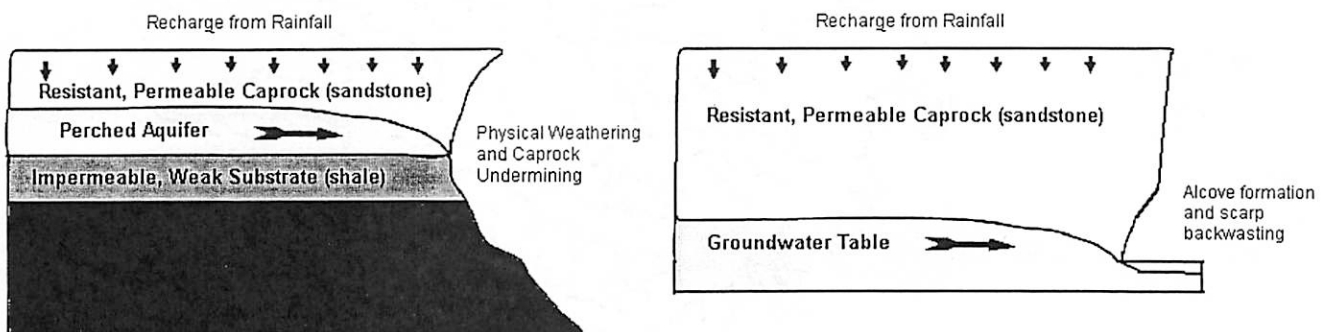 Recharge from Rainfall
Resistant, Permeable Caprock (sandstone)
Perched Aquifer
Impermeable, Weak Substrate (shale)
Physical Weathering
and Caprock
Undermining
Recharge from Rainfall
Resistant, Permeable Caprock (sandstone)
Groundwater Table
Alcove formation
and scarp
backwasting